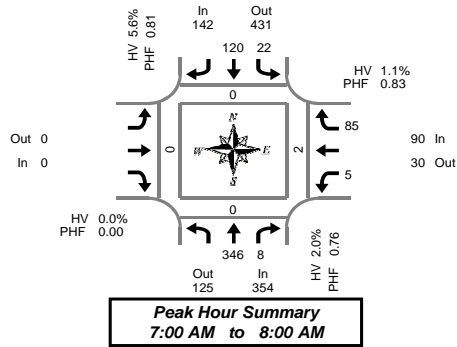 HV 5.6%
PHF 0.81
In
142
Out
431
120 22
HV 1.1%
PHF 0.83
0
85
Out 0
In 0
0
N
W E
S
2
90 In
30 Out
5
HV 0.0%
PHF 0.00
0
346 8
HV 2.0%
PHF 0.76
Out
125
In
354
Peak Hour Summary
7:00 AM to 8:00 AM